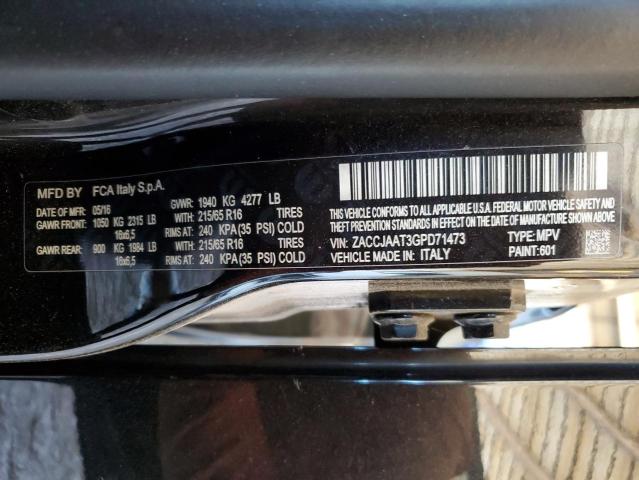 MFD BY FCA Italy S.p.A.
DATE OF MFR: 05/16 GVWR: 1940 KG 4277 LB
GAWR FRONT: 1050 KG 2315 LB WITH: 215/65 R16 TIRES
16x6,5 RIMS AT: 240 KPA(35 PSI) COLD
GAWR REAR: 900 KG 1984 LB WITH: 215/65 R16 TIRES
16x6,5 RIMS AT: 240 KPA(35 PSI) COLD
THIS VEHICLE CONFORMS TO ALL APPLICABLE U.S.A. FEDERAL MOTOR VEHICLE SAFETY, BUMPER AND
THEFT PREVENTION STANDARDS IN EFFECT ON THE DATE OF MANUFACTURE SHOWN ABOVE.
VIN: ZACCJAAT3GPD71473 TYPE: MPV
VEHICLE MADE IN: ITALY PAINT:601